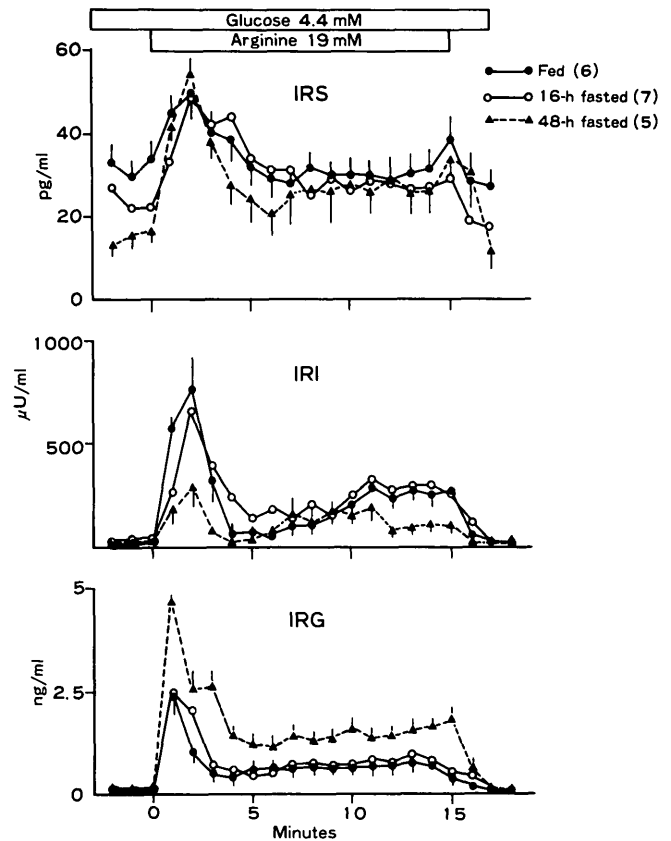 Glucose 4.4 mM
Arginine 19 mM
60
40
20
0
pg/ml
IRS
Fed (6)
16-h fasted (7)
48-h fasted (5)
1000
500
0
μU/ml
IRI
5
2.5
0
ng/ml
IRG
0 5 10 15
Minutes